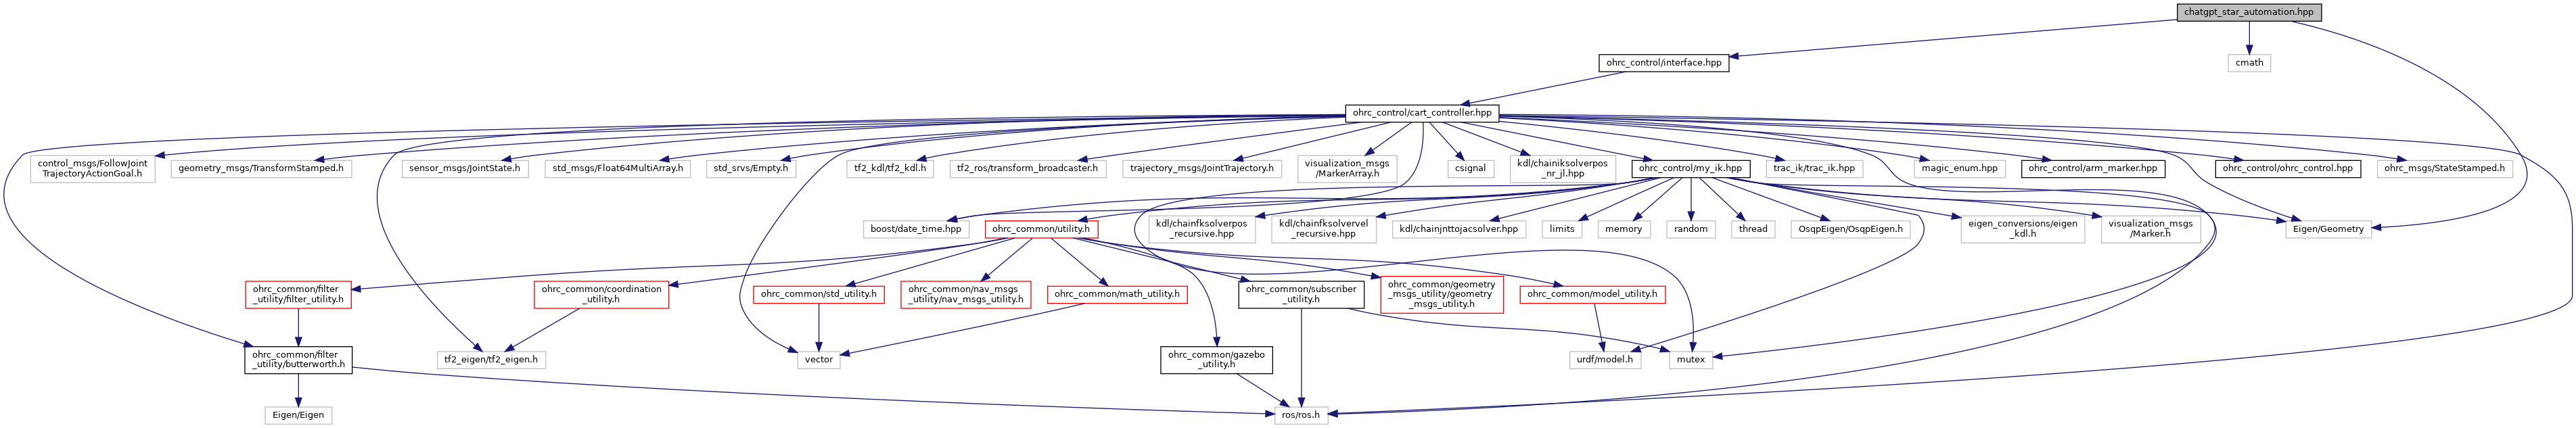 chatgpt_star_automation.hpp
ohrc_control/interface.hpp
cmath
ohrc_control/cart_controller.hpp
control_msgs/FollowJoint
TrajectoryActionGoal.h
geometry_msgs/TransformStamped.h
sensor_msgs/JointState.h
std_msgs/Float64MultiArray.h
std_srvs/Empty.h
tf2_kdl/tf2_kdl.h
tf2_ros/transform_broadcaster.h
trajectory_msgs/JointTrajectory.h
visualization_msgs
/MarkerArray.h
csignal
kdl/chainiksolverpos
_nr_jl.hpp
ohrc_control/my_ik.hpp
trac_ik/trac_ik.hpp
magic_enum.hpp
ohrc_control/arm_marker.hpp
ohrc_control/ohrc_control.hpp
ohrc_msgs/StateStamped.h
boost/date_time.hpp
ohrc_common/utility.h
kdl/chainfksolverpos
_recursive.hpp
kdl/chainfksolvervel
_recursive.hpp
kdl/chainjnttojacsolver.hpp
limits
memory
random
thread
OsqpEigen/OsqpEigen.h
eigen_conversions/eigen
_kdl.h
visualization_msgs
/Marker.h
Eigen/Geometry
ohrc_common/filter
_utility/filter_utility.h
ohrc_common/coordination
_utility.h
ohrc_common/std_utility.h
ohrc_common/nav_msgs
_utility/nav_msgs_utility.h
ohrc_common/math_utility.h
ohrc_common/subscriber
_utility.h
ohrc_common/geometry
_msgs_utility/geometry
_msgs_utility.h
ohrc_common/model_utility.h
ohrc_common/filter
_utility/butterworth.h
tf2_eigen/tf2_eigen.h
vector
ohrc_common/gazebo
_utility.h
urdf/model.h
mutex
Eigen/Eigen
ros/ros.h